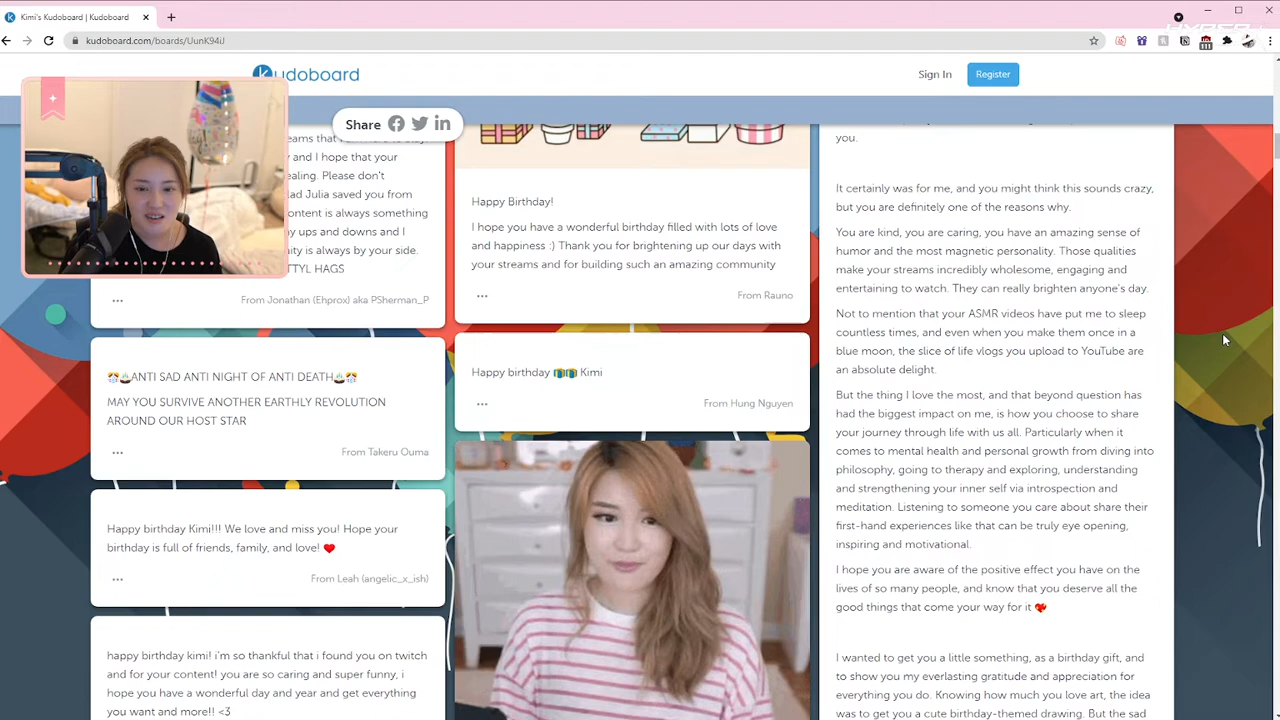 Kimi's Kudoboard | Kudoboard
kudoboard.com/boards/UunK94iJ
kudoboard
Sign In
Register
Share
and I hope that your
ealing. Please don't
ad Julia saved you from
ontent is always something
y ups and downs and I
nity is always by your side.
TTYL HAGS
From Jonathan (Ehprox) aka PSherman_P
🎊ANTI SAD ANTI NIGHT OF ANTI DEATH🎊
MAY YOU SURVIVE ANOTHER EARTHLY REVOLUTION
AROUND OUR HOST STAR
From Takeru Ouma
Happy birthday Kimi!!! We love and miss you! Hope your
birthday is full of friends, family, and love! ❤️
From Leah (angelic_x_ish)
happy birthday kimi! i'm so thankful that i found you on twitch
and for your content! you are so caring and super funny, i
hope you have a wonderful day and year and get everything
you want and more!! <3
Happy Birthday!
I hope you have a wonderful birthday filled with lots of love
and happiness :) Thank you for brightening up our days with
your streams and for building such an amazing community
From Rauno
Happy birthday 🎁🎁 Kimi
From Hung Nguyen
you.
It certainly was for me, and you might think this sounds crazy,
but you are definitely one of the reasons why.
You are kind, you are caring, you have an amazing sense of
humor and the most magnetic personality. Those qualities
make your streams incredibly wholesome, engaging and
entertaining to watch. They can really brighten anyone's day.
Not to mention that your ASMR videos have put me to sleep
countless times, and even when you make them once in a
blue moon, the slice of life vlogs you upload to YouTube are
an absolute delight.
But the thing I love the most, and that beyond question has
had the biggest impact on me, is how you choose to share
your journey through life with us all. Particularly when it
comes to mental health and personal growth from diving into
philosophy, going to therapy and exploring, understanding
and strengthening your inner self via introspection and
meditation. Listening to someone you care about share their
first-hand experiences like that can be truly eye opening,
inspiring and motivational.
I hope you are aware of the positive effect you have on the
lives of so many people, and know that you deserve all the
good things that come your way for it 💖
I wanted to get you a little something, as a birthday gift, and
to show you my everlasting gratitude and appreciation for
everything you do. Knowing how much you love art, the idea
was to get you a cute birthday-themed drawing. But the sad